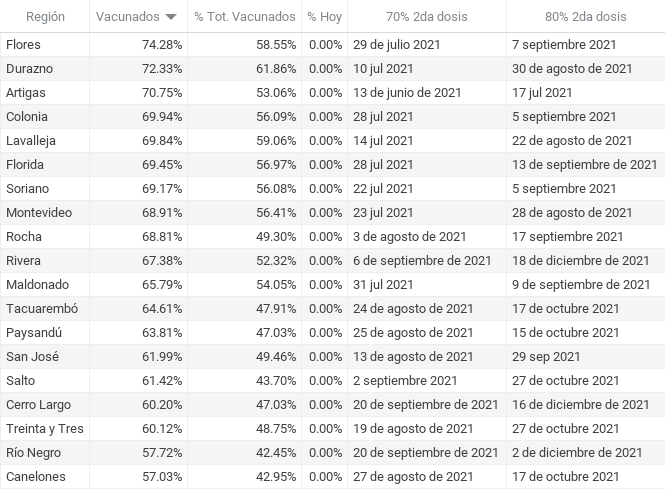 Región Vacunados % Tot. Vacunados % Hoy 70% 2da dosis 80% 2da dosis
Flores 74.28% 58.55% 0.00% 29 de julio 2021 7 septiembre 2021
Durazno 72.33% 61.86% 0.00% 10 jul 2021 30 de agosto de 2021
Artigas 70.75% 53.06% 0.00% 13 de junio de 2021 17 jul 2021
Colonia 69.94% 56.09% 0.00% 28 jul 2021 5 septiembre 2021
Lavalleja 69.84% 59.06% 0.00% 14 jul 2021 22 de agosto de 2021
Florida 69.45% 56.97% 0.00% 28 jul 2021 13 de septiembre de 2021
Soriano 69.17% 56.08% 0.00% 22 jul 2021 5 septiembre 2021
Montevideo 68.91% 56.41% 0.00% 23 jul 2021 28 de agosto de 2021
Rocha 68.81% 49.30% 0.00% 3 de agosto de 2021 17 septiembre 2021
Rivera 67.38% 52.32% 0.00% 6 de septiembre de 2021 18 de diciembre de 2021
Maldonado 65.79% 54.05% 0.00% 31 jul 2021 9 de septiembre de 2021
Tacuarembó 64.61% 47.91% 0.00% 24 de agosto de 2021 17 de octubre 2021
Paysandú 63.81% 47.03% 0.00% 25 de agosto de 2021 15 de octubre 2021
San José 61.99% 49.46% 0.00% 13 de agosto de 2021 29 sep 2021
Salto 61.42% 43.70% 0.00% 2 septiembre 2021 27 de octubre 2021
Cerro Largo 60.20% 47.03% 0.00% 20 de septiembre de 2021 16 de diciembre de 2021
Treinta y Tres 60.12% 48.75% 0.00% 19 de agosto de 2021 27 de octubre 2021
Río Negro 57.72% 42.45% 0.00% 20 de septiembre de 2021 2 de diciembre de 2021
Canelones 57.03% 42.95% 0.00% 27 de agosto de 2021 17 de octubre 2021